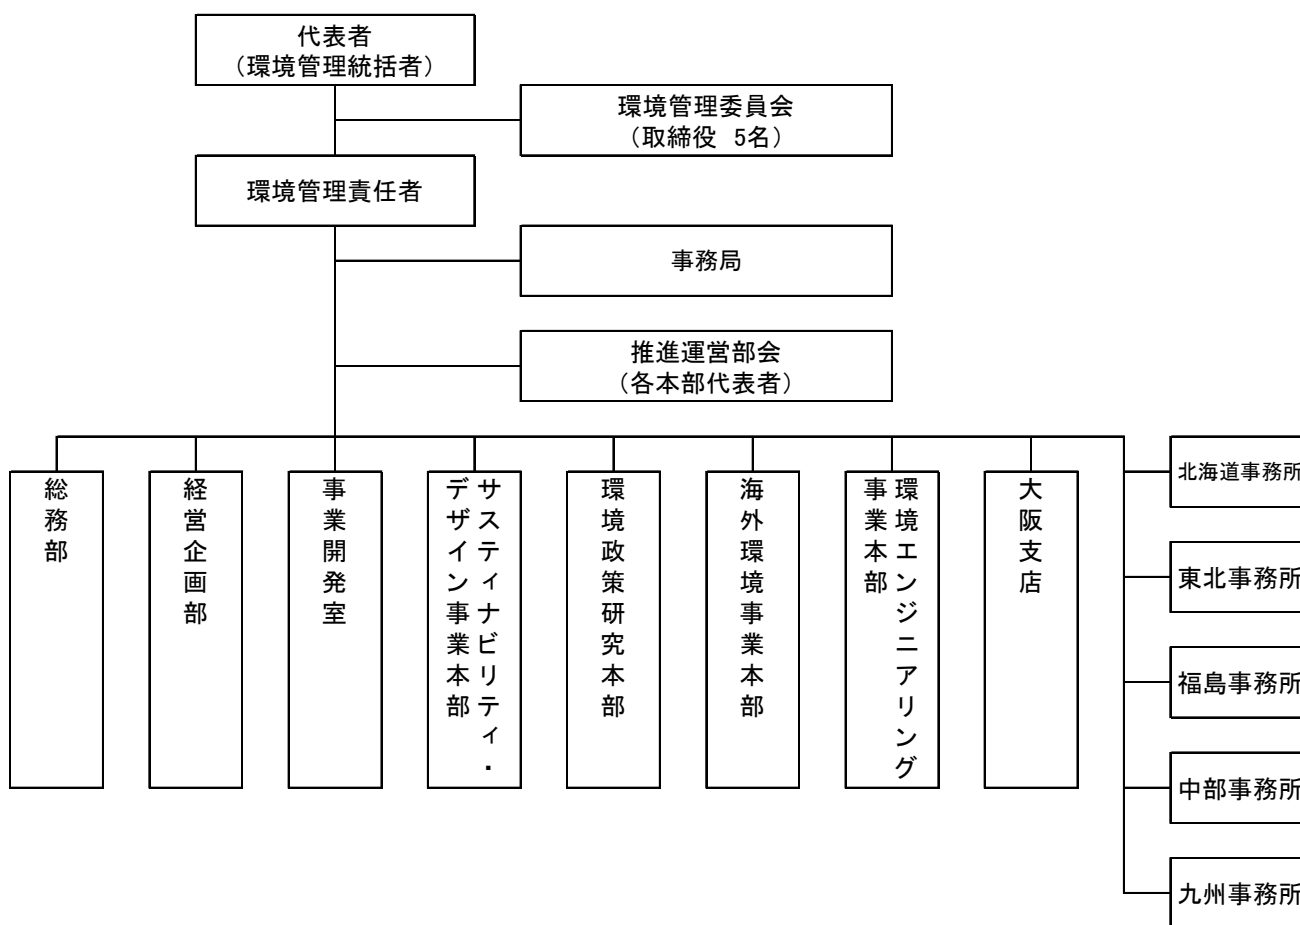 代表者
（環境管理統括者）
環境管理委員会
（取締役 5名）
環境管理責任者
事務局
推進運営部会
（各本部代表者）
総務部
経営企画部
事業開発室
サスティナビリティ・
デザイン事業本部
環境政策研究本部
海外環境事業本部
環境エンジニアリング
事業本部
大阪支店
北海道事務所
東北事務所
福島事務所
中部事務所
九州事務所